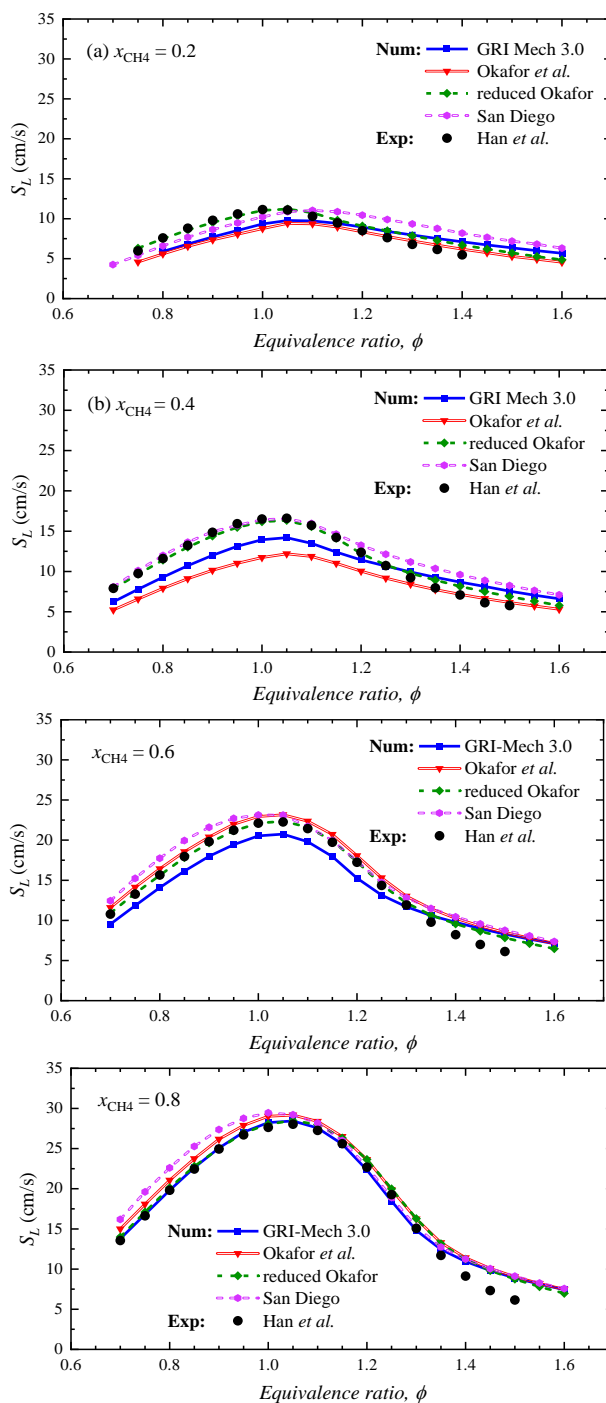 35
30
25
20
15
10
5
0
S_L (cm/s)
(a) x_CH4 = 0.2
Num: GRI Mech 3.0
Okafor et al.
reduced Okafor
San Diego
Exp: Han et al.
0.6 0.8 1.0 1.2 1.4 1.6
Equivalence ratio, ϕ
35
30
25
20
15
10
5
0
S_L (cm/s)
(b) x_CH4 = 0.4
Num: GRI Mech 3.0
Okafor et al.
reduced Okafor
San Diego
Exp: Han et al.
0.6 0.8 1.0 1.2 1.4 1.6
Equivalence ratio, ϕ
35
30
25
20
15
10
5
0
S_L (cm/s)
x_CH4 = 0.6
Num: GRI-Mech 3.0
Okafor et al.
reduced Okafor
San Diego
Exp: Han et al.
0.6 0.8 1.0 1.2 1.4 1.6
Equivalence ratio, ϕ
35
30
25
20
15
10
5
0
S_L (cm/s)
x_CH4 = 0.8
Num: GRI-Mech 3.0
Okafor et al.
reduced Okafor
San Diego
Exp: Han et al.
0.6 0.8 1.0 1.2 1.4 1.6
Equivalence ratio, ϕ